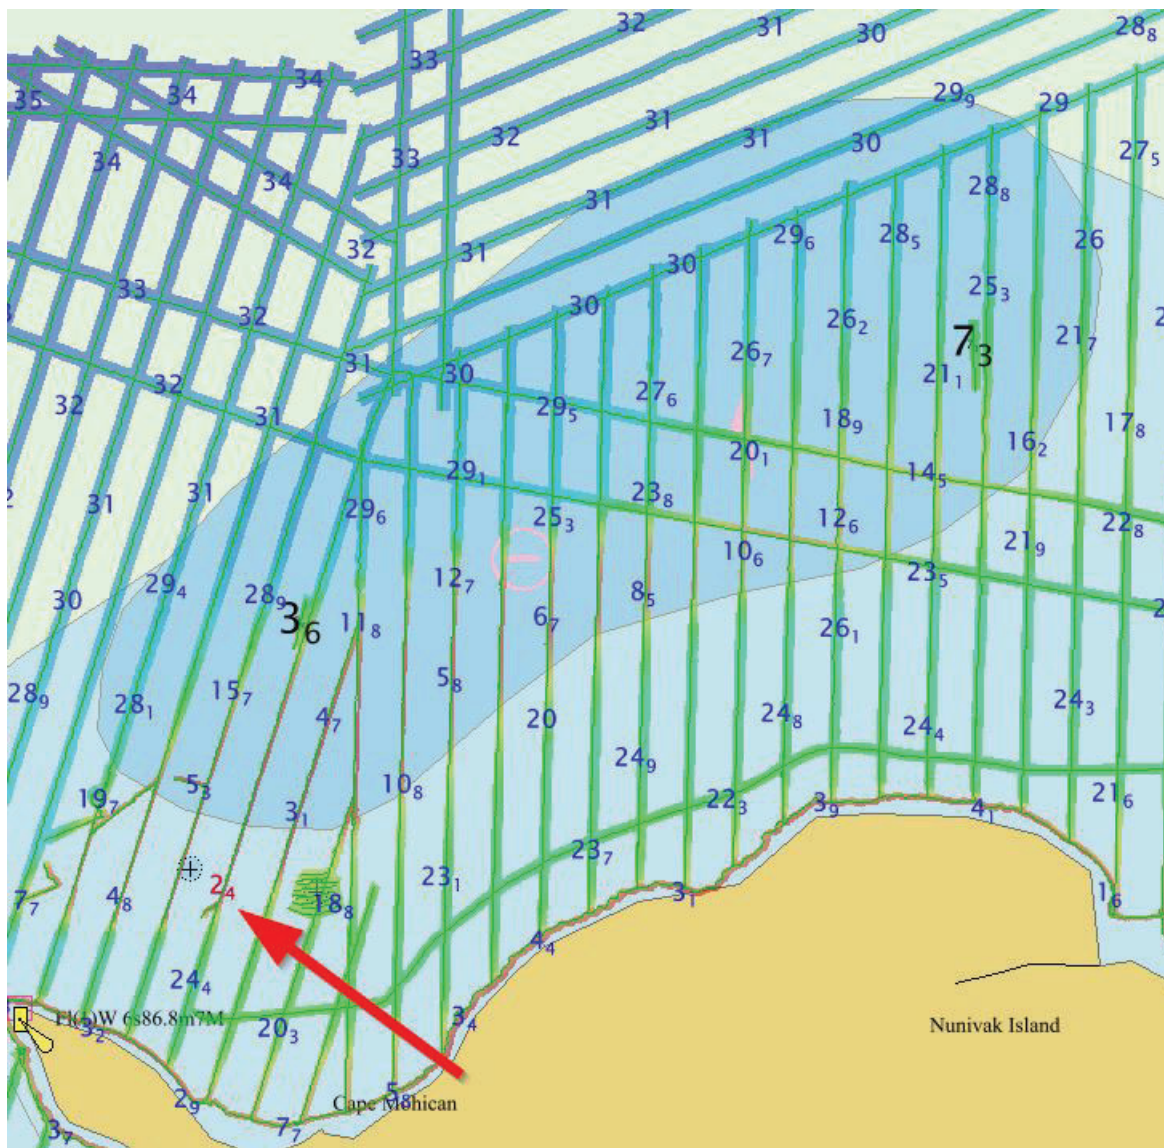 32 31 30 28₈
33
34 34
35
32 31 29₉ 29
33 31 30 27₅
34 34 28₈
31
32 31 29₆ 28₅ 26
33 30 25₃
32 30 26₂ 21₇
31 26₇ 7₃
32 30 27₆ 21₁
32 31 29₅ 18₉ 17₈
29₁ 20₁ 14₅ 16₂
31 31 29₆ 25₃ 23₈ 12₆ 22₈
29₄ 12₇ 10₆ 21₉
30 28₉ 8₅ 23₅
3₆ 11₈ 6₇ 26₁
28₉ 28₁ 15₇ 4₇ 5₈ 20 24₈ 24₄ 24₃
5₃ 10₈ 24₉
19₇ 3₁ 22₃ 3₉ 4₁ 21₆
23₇
7₇ 4₈ 2₄ 18₈ 23₁ 3₁ 1₆
4₄
24₄
Fl(1)W 6s86.8m7M
3₂ 20₃ 3₄
Nunivak Island
2₉ 5₈
Cape Mohican
3₇ 7₇